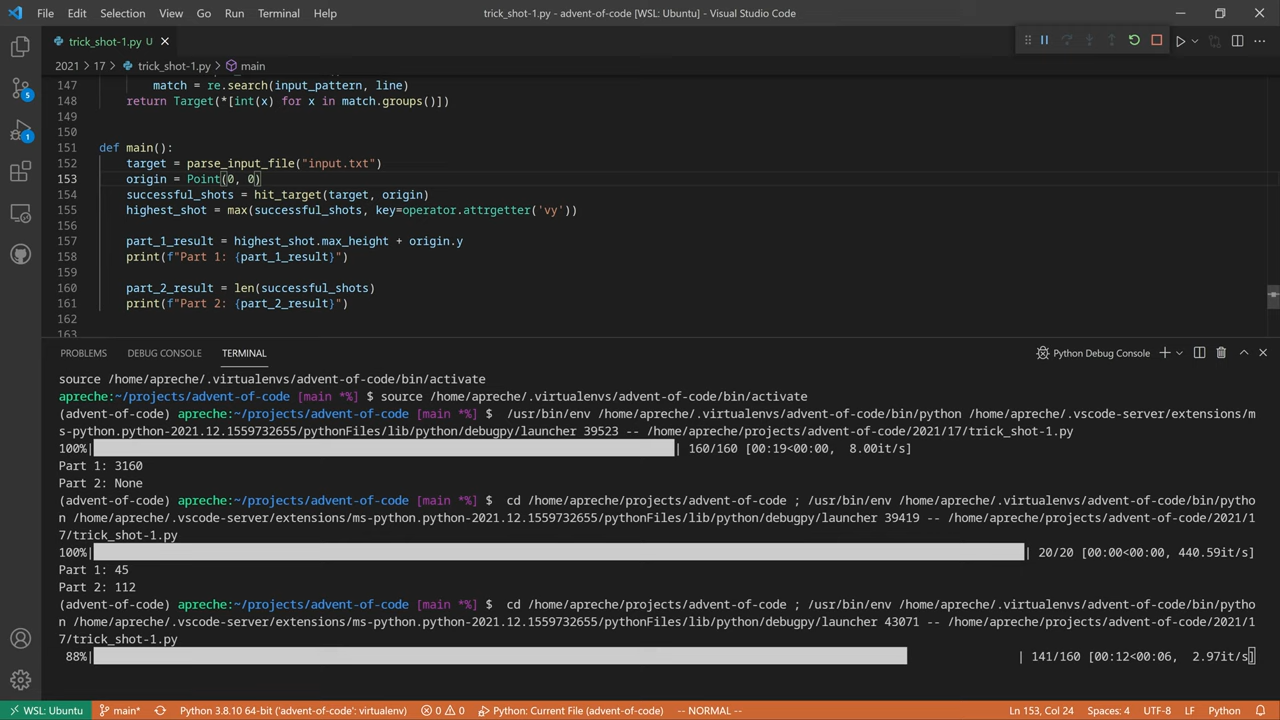 File Edit Selection View Go Run Terminal Help trick_shot-1.py - advent-of-code [WSL: Ubuntu] - Visual Studio Code
trick_shot-1.py U
2021 > 17 > trick_shot-1.py > main
147 match = re.search(input_pattern, line)
148 return Target(*[int(x) for x in match.groups()])
149
150
151 def main():
152 target = parse_input_file("input.txt")
153 origin = Point(0, 0)
154 successful_shots = hit_target(target, origin)
155 highest_shot = max(successful_shots, key=operator.attrgetter('vy'))
156
157 part_1_result = highest_shot.max_height + origin.y
158 print(f"Part 1: {part_1_result}")
159
160 part_2_result = len(successful_shots)
161 print(f"Part 2: {part_2_result}")
162
163
5
1
PROBLEMS DEBUG CONSOLE TERMINAL Python Debug Console
source /home/apreche/.virtualenvs/advent-of-code/bin/activate
apreche:~/projects/advent-of-code [main *%] $ source /home/apreche/.virtualenvs/advent-of-code/bin/activate
(advent-of-code) apreche:~/projects/advent-of-code [main *%] $  /usr/bin/env /home/apreche/.virtualenvs/advent-of-code/bin/python /home/apreche/.vscode-server/extensions/m
s-python.python-2021.12.1559732655/pythonFiles/lib/python/debugpy/launcher 39523 -- /home/apreche/projects/advent-of-code/2021/17/trick_shot-1.py
100%| | 160/160 [00:19<00:00,  8.00it/s]
Part 1: 3160
Part 2: None
(advent-of-code) apreche:~/projects/advent-of-code [main *%] $  cd /home/apreche/projects/advent-of-code ; /usr/bin/env /home/apreche/.virtualenvs/advent-of-code/bin/pytho
n /home/apreche/.vscode-server/extensions/ms-python.python-2021.12.1559732655/pythonFiles/lib/python/debugpy/launcher 39419 -- /home/apreche/projects/advent-of-code/2021/1
7/trick_shot-1.py
100%| | 20/20 [00:00<00:00, 440.59it/s]
Part 1: 45
Part 2: 112
(advent-of-code) apreche:~/projects/advent-of-code [main *%] $  cd /home/apreche/projects/advent-of-code ; /usr/bin/env /home/apreche/.virtualenvs/advent-of-code/bin/pytho
n /home/apreche/.vscode-server/extensions/ms-python.python-2021.12.1559732655/pythonFiles/lib/python/debugpy/launcher 43071 -- /home/apreche/projects/advent-of-code/2021/1
7/trick_shot-1.py
88%| | 141/160 [00:12<00:06,  2.97it/s]
WSL: Ubuntu main* Python 3.8.10 64-bit ('advent-of-code': virtualenv) 0 0 Python: Current File (advent-of-code) -- NORMAL -- Ln 153, Col 24 Spaces: 4 UTF-8 LF Python